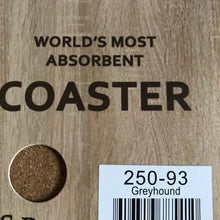 WORLD'S MOST
ABSORBENT
COASTER
250-93
Greyhound